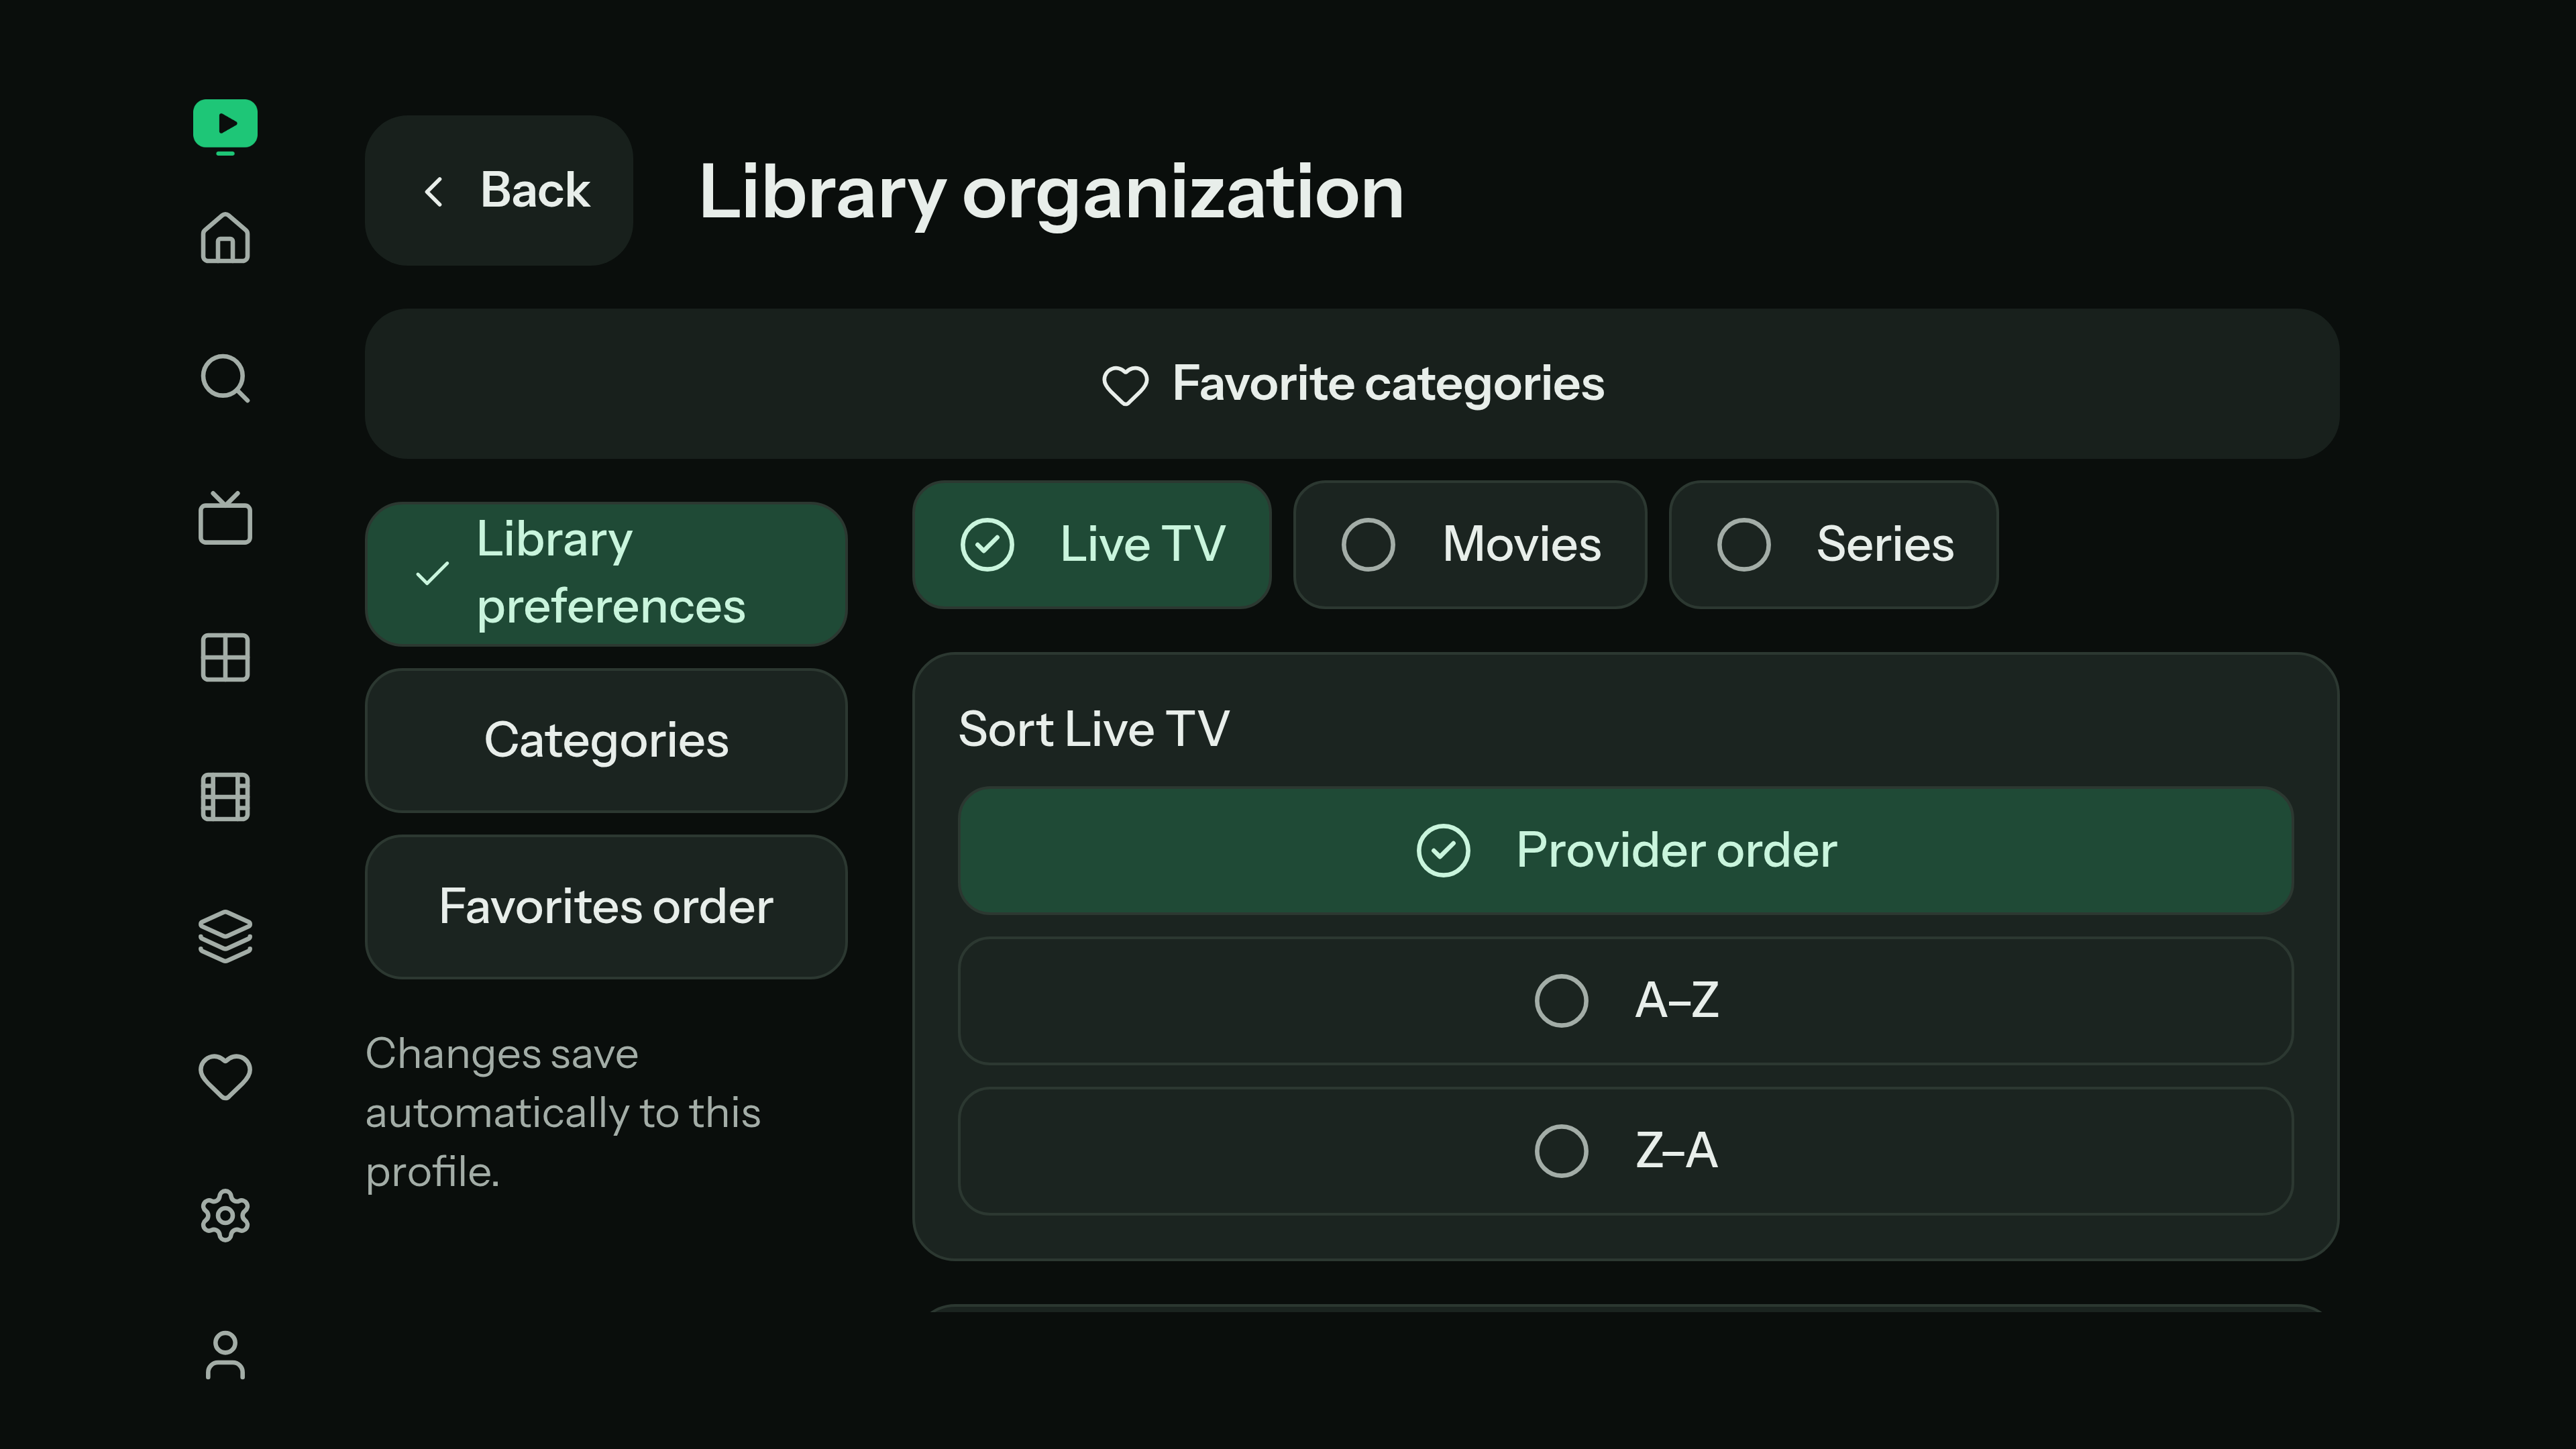 Back
Library organization
Favorite categories
Library
preferences
Categories
Favorites order
Changes save
automatically to this
profile.
Live TV
Movies
Series
Sort Live TV
Provider order
A–Z
Z–A